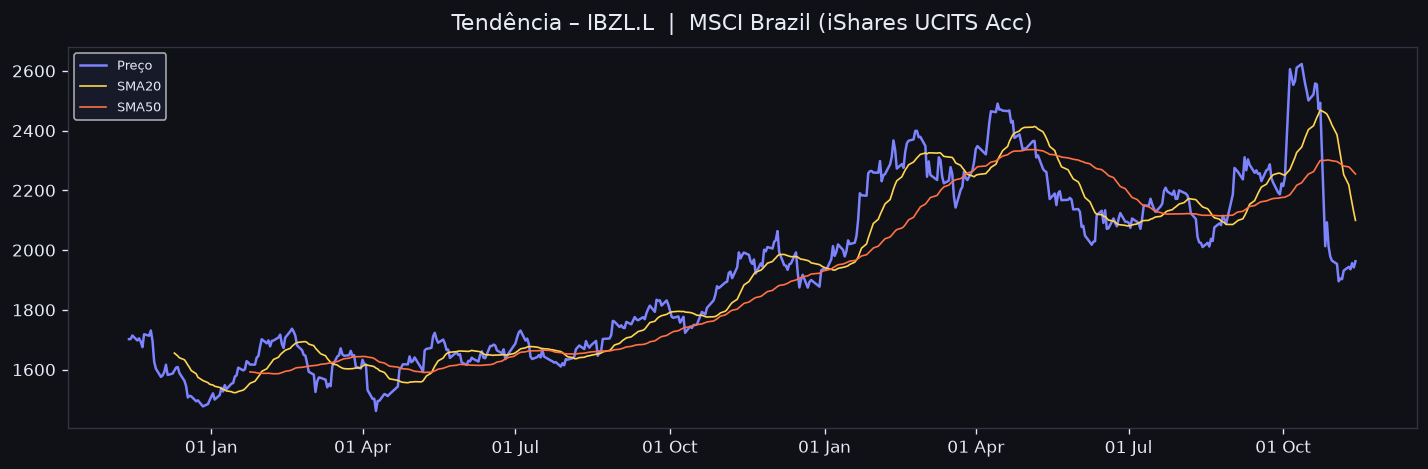 Tendência – IBZL.L | MSCI Brazil (iShares UCITS Acc)
Preço
SMA20
SMA50
2600
2400
2200
2000
1800
1600
01 Jan
01 Apr
01 Jul
01 Oct
01 Jan
01 Apr
01 Jul
01 Oct